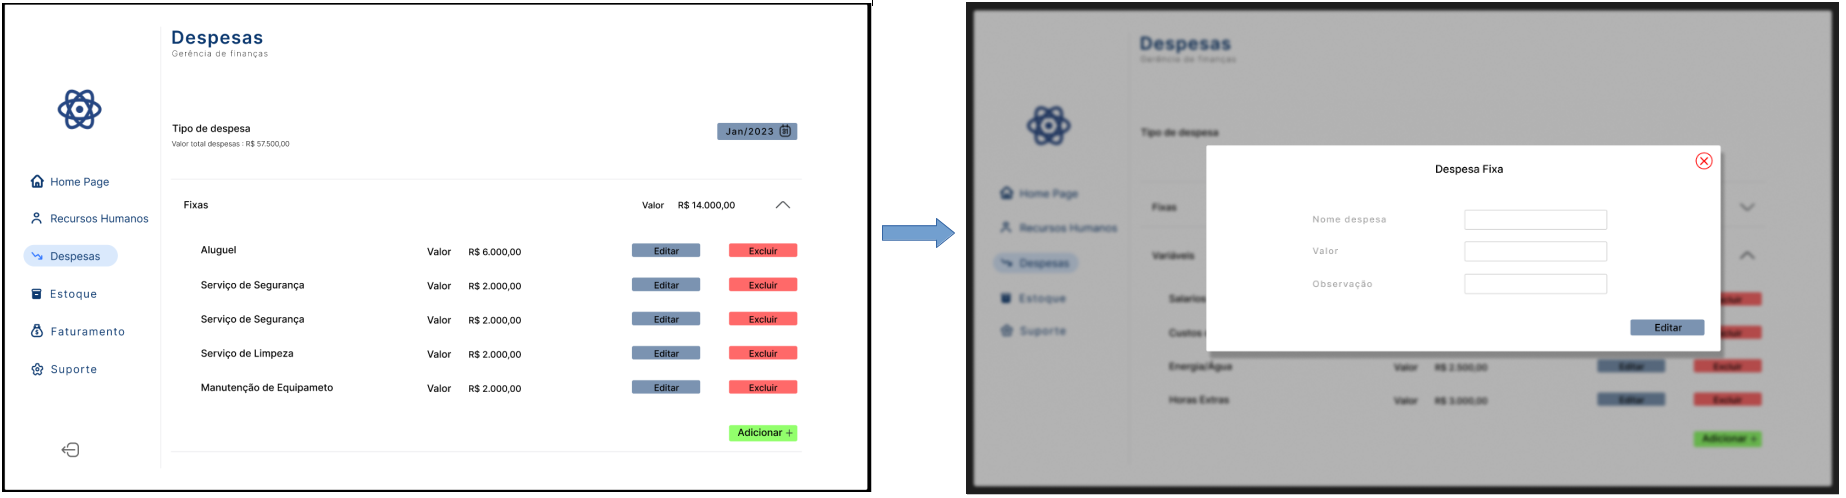 Despesas
Gerência de finanças
Tipo de despesa
Valor total despesas : R$ 57.500,00
Jan/2023
Home Page
Recursos Humanos
Despesas
Estoque
Faturamento
Suporte
Fixas Valor R$ 14.000,00
Aluguel Valor R$ 6.000,00 Editar Excluir
Serviço de Segurança Valor R$ 2.000,00 Editar Excluir
Serviço de Segurança Valor R$ 2.000,00 Editar Excluir
Serviço de Limpeza Valor R$ 2.000,00 Editar Excluir
Manutenção de Equipameto Valor R$ 2.000,00 Editar Excluir
Adicionar +
Despesas
Gerência de finanças
Tipo de despesa
Home Page
Recursos Humanos
Despesas
Estoque
Suporte
Fixas
Variáveis
Salarios
Custos
Energia/Água Valor R$ 2.500,00 Editar Excluir
Horas Extras Valor R$ 3.000,00 Editar Excluir
Adicionar +
Despesa Fixa
Nome despesa
Valor
Observação
Editar